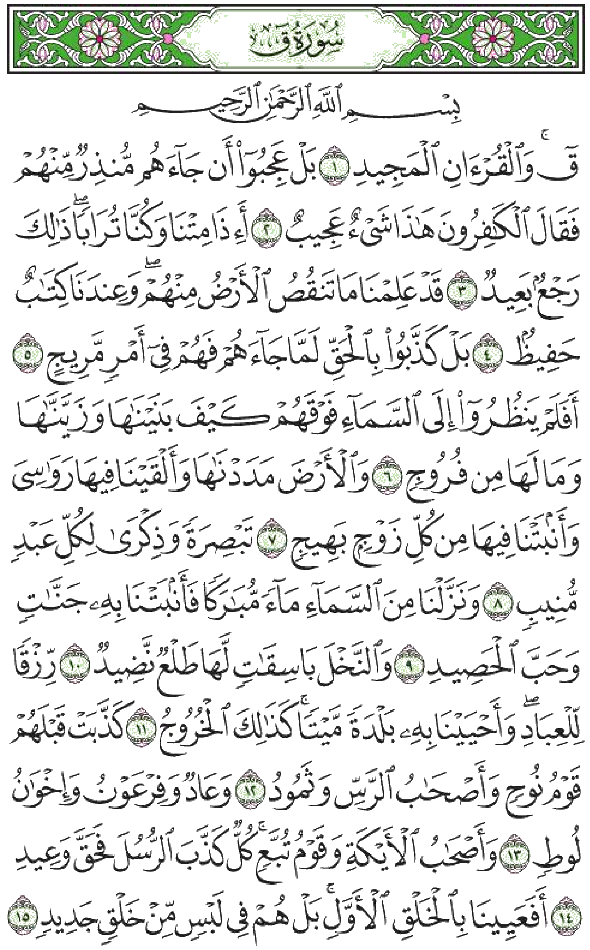 سُورَةُ قٓ
بِسْمِ ٱللَّهِ ٱلرَّحْمَٰنِ ٱلرَّحِيمِ
قٓ ۚ وَٱلْقُرْءَانِ ٱلْمَجِيدِ ١ بَلْ عَجِبُوٓا۟ أَن جَآءَهُم مُّنذِرٌ مِّنْهُمْ
فَقَالَ ٱلْكَٰفِرُونَ هَٰذَا شَىْءٌ عَجِيبٌ ٢ أَءِذَا مِتْنَا وَكُنَّا تُرَابًا ۖ ذَٰلِكَ
رَجْعٌۢ بَعِيدٌ ٣ قَدْ عَلِمْنَا مَا تَنقُصُ ٱلْأَرْضُ مِنْهُمْ ۖ وَعِندَنَا كِتَٰبٌ
حَفِيظٌۢ ٤ بَلْ كَذَّبُوا۟ بِٱلْحَقِّ لَمَّا جَآءَهُمْ فَهُمْ فِىٓ أَمْرٍ مَّرِيجٍ ٥
أَفَلَمْ يَنظُرُوٓا۟ إِلَى ٱلسَّمَآءِ فَوْقَهُمْ كَيْفَ بَنَيْنَٰهَا وَزَيَّنَّٰهَا
وَمَا لَهَا مِن فُرُوجٍ ٦ وَٱلْأَرْضَ مَدَدْنَٰهَا وَأَلْقَيْنَا فِيهَا رَوَٰسِىَ
وَأَنۢبَتْنَا فِيهَا مِن كُلِّ زَوْجٍۭ بَهِيجٍ ٧ تَبْصِرَةً وَذِكْرَىٰ لِكُلِّ عَبْدٍ
مُّنِيبٍ ٨ وَنَزَّلْنَا مِنَ ٱلسَّمَآءِ مَآءً مُّبَٰرَكًا فَأَنۢبَتْنَا بِهِۦ جَنَّٰتٍ
وَحَبَّ ٱلْحَصِيدِ ٩ وَٱلنَّخْلَ بَاسِقَٰتٍ لَّهَا طَلْعٌ نَّضِيدٌ ١٠ رِّزْقًا
لِّلْعِبَادِ ۖ وَأَحْيَيْنَا بِهِۦ بَلْدَةً مَّيْتًا ۚ كَذَٰلِكَ ٱلْخُرُوجُ ١١ كَذَّبَتْ قَبْلَهُمْ
قَوْمُ نُوحٍ وَأَصْحَٰبُ ٱلرَّسِّ وَثَمُودُ ١٢ وَعَادٌ وَفِرْعَوْنُ وَإِخْوَٰنُ
لُوطٍ ١٣ وَأَصْحَٰبُ ٱلْأَيْكَةِ وَقَوْمُ تُبَّعٍ ۚ كُلٌّ كَذَّبَ ٱلرُّسُلَ فَحَقَّ وَعِيدِ
١٤ أَفَعَيِينَا بِٱلْخَلْقِ ٱلْأَوَّلِ ۚ بَلْ هُمْ فِى لَبْسٍ مِّنْ خَلْقٍ جَدِيدٍ ١٥